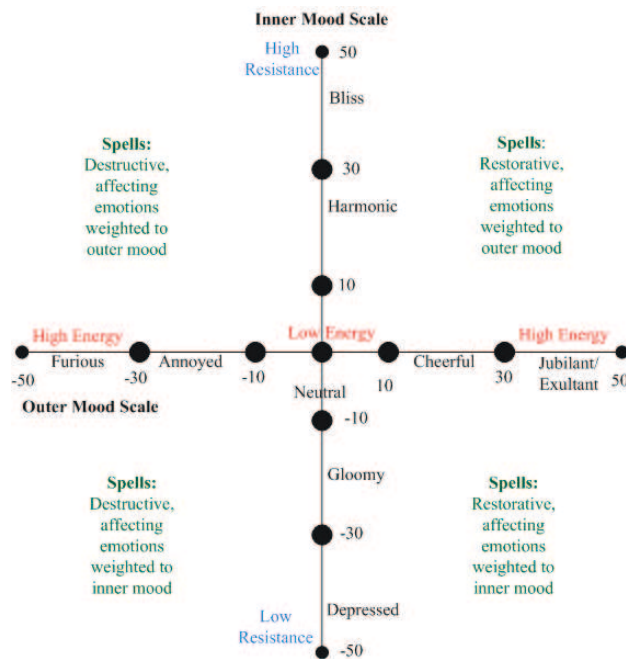 Inner Mood Scale
High
Resistance
50
Bliss
Spells:
Destructive,
affecting
emotions
weighted to
outer mood
Spells:
Restorative,
affecting
emotions
weighted to
outer mood
30
Harmonic
10
High Energy
Low Energy
High Energy
Furious
Annoyed
Cheerful
Jubilant/
Exultant
-50
-30
-10
Neutral
10
30
50
Outer Mood Scale
-10
Spells:
Destructive,
affecting
emotions
weighted to
inner mood
Gloomy
Spells:
Restorative,
affecting
emotions
weighted to
inner mood
-30
Depressed
Low
Resistance
-50